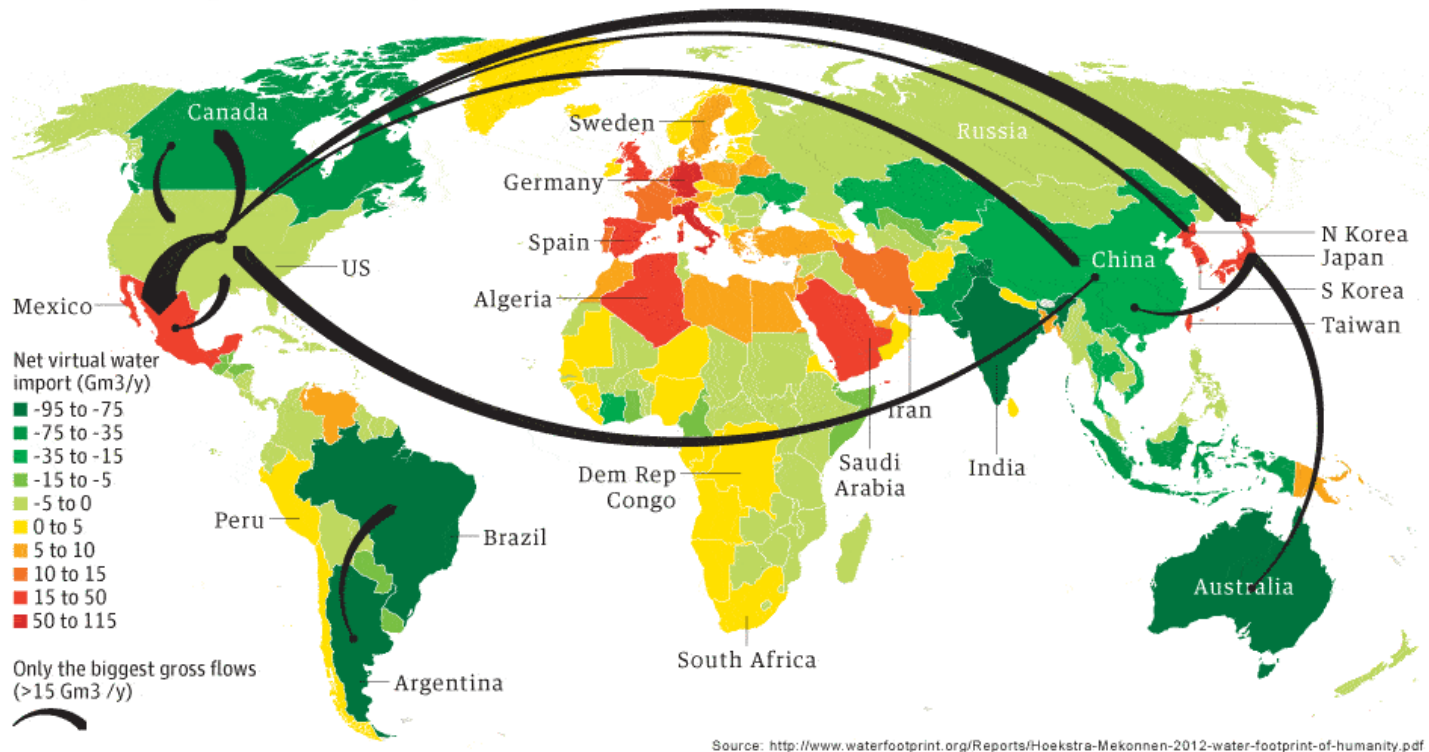 Canada
Sweden
Russia
Germany
Spain
US
N Korea
China
Japan
Mexico
Algeria
S Korea
Taiwan
Net virtual water
import (Gm3/y)
-95 to -75
-75 to -35
-35 to -15
-15 to -5
-5 to 0
0 to 5
5 to 10
10 to 15
15 to 50
50 to 115
Iran
Saudi
Arabia
India
Dem Rep
Congo
Peru
Brazil
Australia
South Africa
Argentina
Only the biggest gross flows
(>15 Gm3 /y)
Source: http://www.waterfootprint.org/Reports/Hoekstra-Mekonnen-2012-water-footprint-of-humanity.pdf